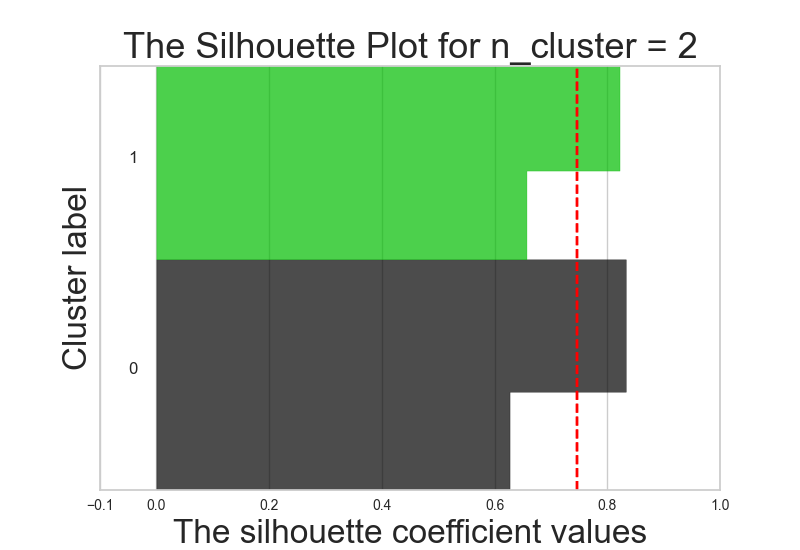 The Silhouette Plot for n_cluster = 2
Cluster label
1
0
−0.1 0.0 0.2 0.4 0.6 0.8 1.0
The silhouette coefficient values